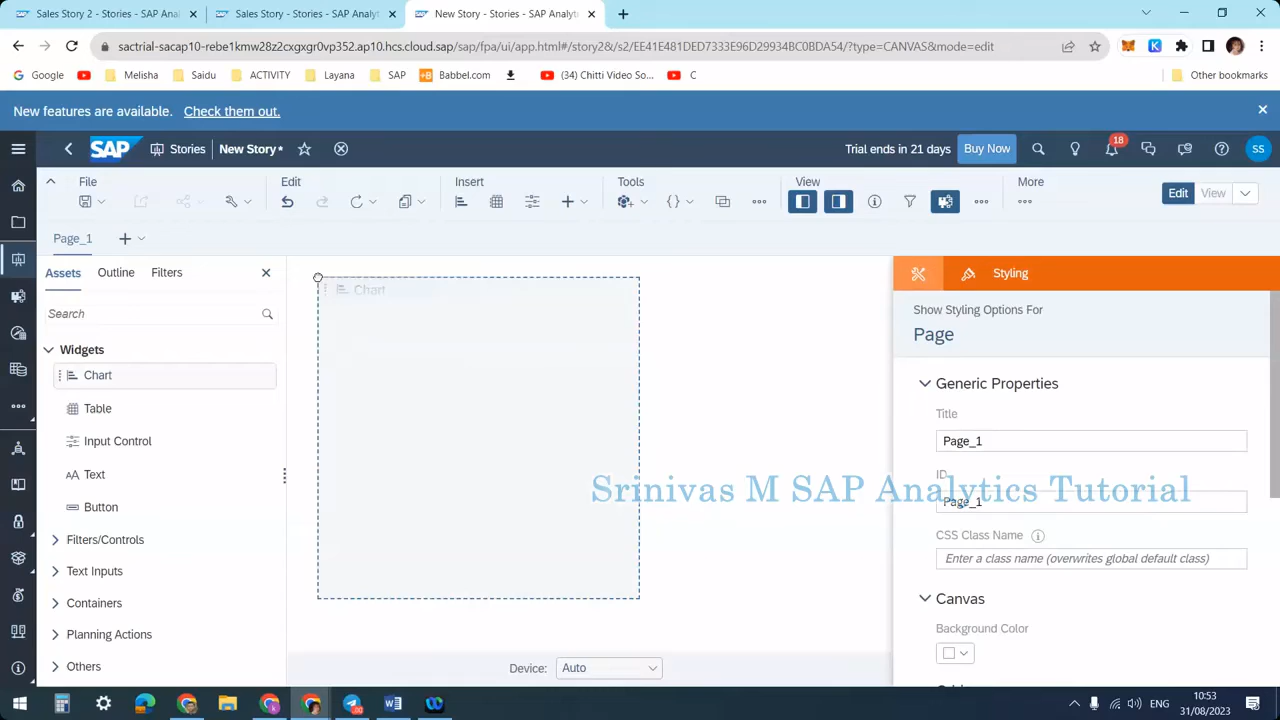 Sales Story 2 - Stories - SAP An
Sales Story - Stories - SAP Analyt
New Story - Stories - SAP Analyti
sactrial-sacap10-rebe1kmw28z2cxgxgr0vp352.ap10.hcs.cloud.sap/sap/fpa/ui/app.html#/story2&/s2/EE41E481DED7333E96D29934BC0BDA54/?type=CANVAS&mode=edit
Google
Melisha
Saidu
ACTIVITY
Layana
SAP
Babbel.com
(34) Chitti Video So...
C
Other bookmarks
New features are available. Check them out.
SAP Stories New Story*
Trial ends in 21 days
Buy Now
18
SS
File
Edit
Insert
Tools
View
More
Edit
View
Page_1
Assets
Outline
Filters
Search
Widgets
Chart
Table
Input Control
Text
Button
Filters/Controls
Text Inputs
Containers
Planning Actions
Others
Chart
Device:
Auto
Styling
Show Styling Options For
Page
Generic Properties
Title
Page_1
ID
Srinivas M SAP Analytics Tutorial
Page_1
CSS Class Name
Enter a class name (overwrites global default class)
Canvas
Background Color
ENG
10:53
31/08/2023